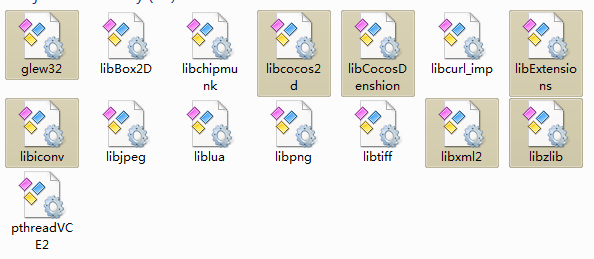 glew32
libBox2D
libchipmu
nk
libcocos2
d
libCocosD
enshion
libcurl_imp
libExtensio
ns
libiconv
libjpeg
liblua
libpng
libtiff
libxml2
libzlib
pthreadVC
E2